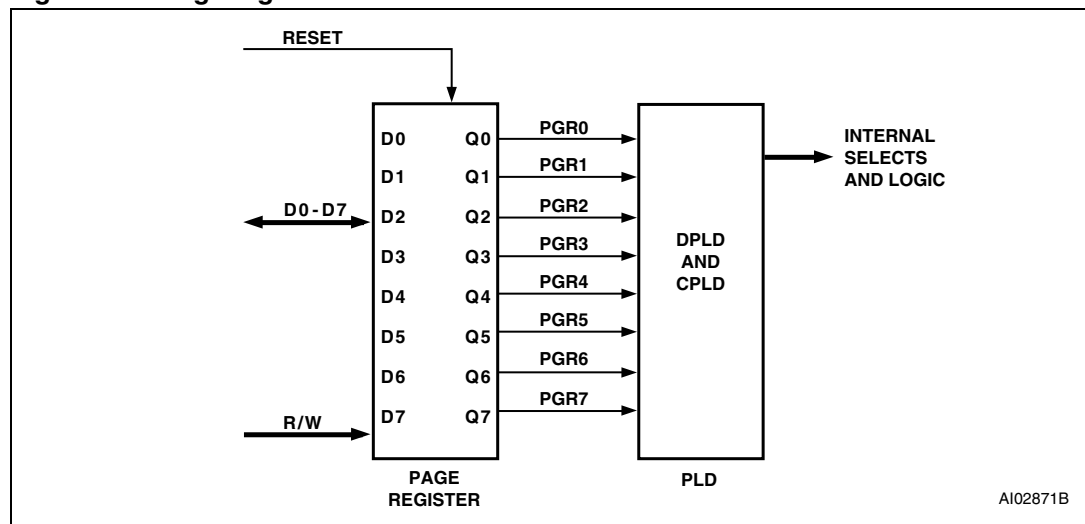 RESET
D0 Q0 PGR0
D1 Q1 PGR1
D0-D7 D2 Q2 PGR2
D3 Q3 PGR3
D4 Q4 PGR4
D5 Q5 PGR5
D6 Q6 PGR6
R/W D7 Q7 PGR7
DPLD
AND
CPLD
INTERNAL
SELECTS
AND LOGIC
PAGE
REGISTER
PLD
AI02871B